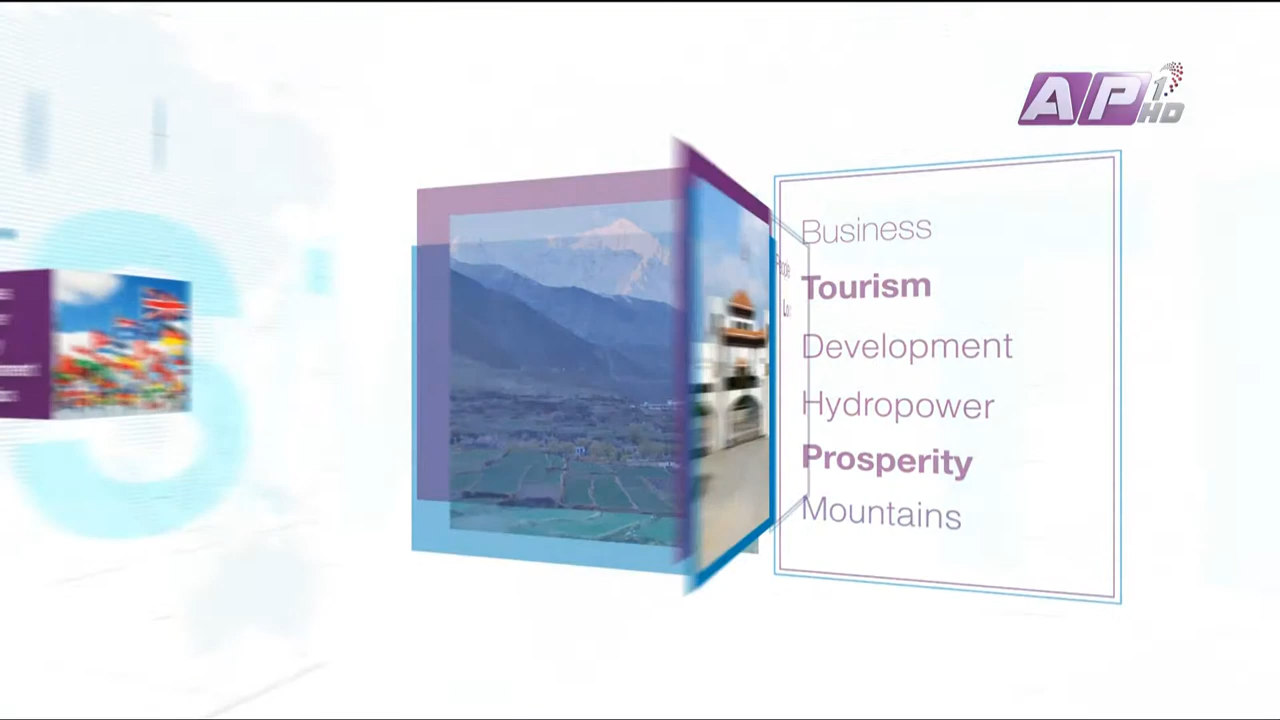 AP1 HD
Business
Tourism
Development
Hydropower
Prosperity
Mountains